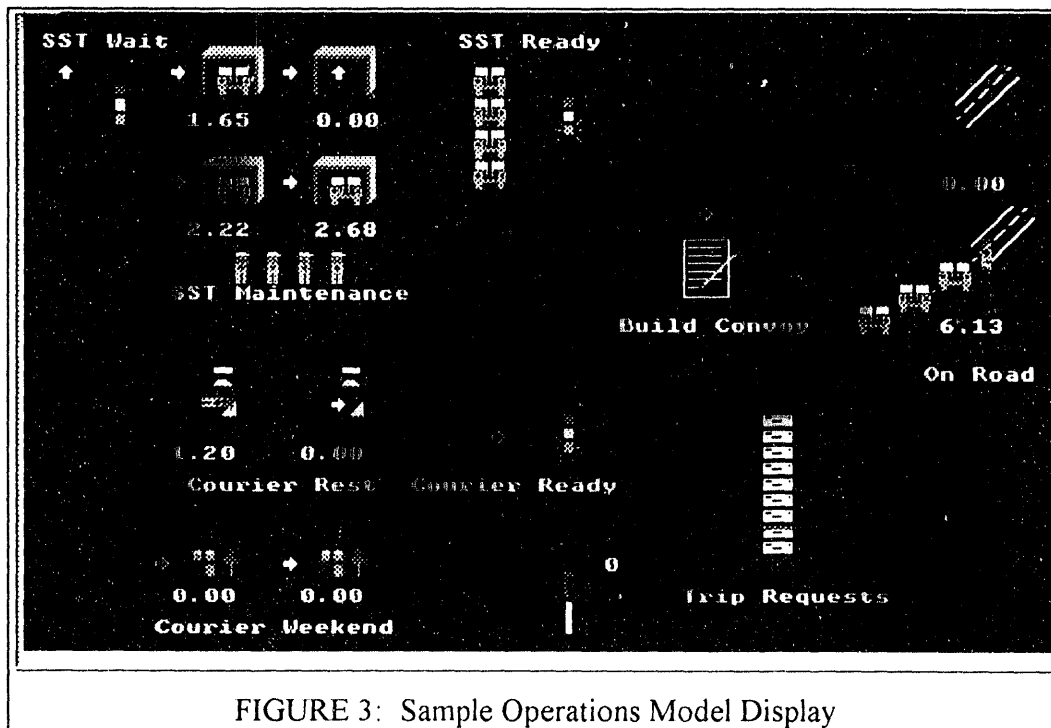 SST Wait
SST Ready
1.65 0.00
0.00
2.22 2.68
SST Maintenance
Build Convoy
6.13
On Road
1.20 0.00
Courier Rest
Courier Ready
0
0.00 0.00
Trip Requests
Courier Weekend
FIGURE 3: Sample Operations Model Display